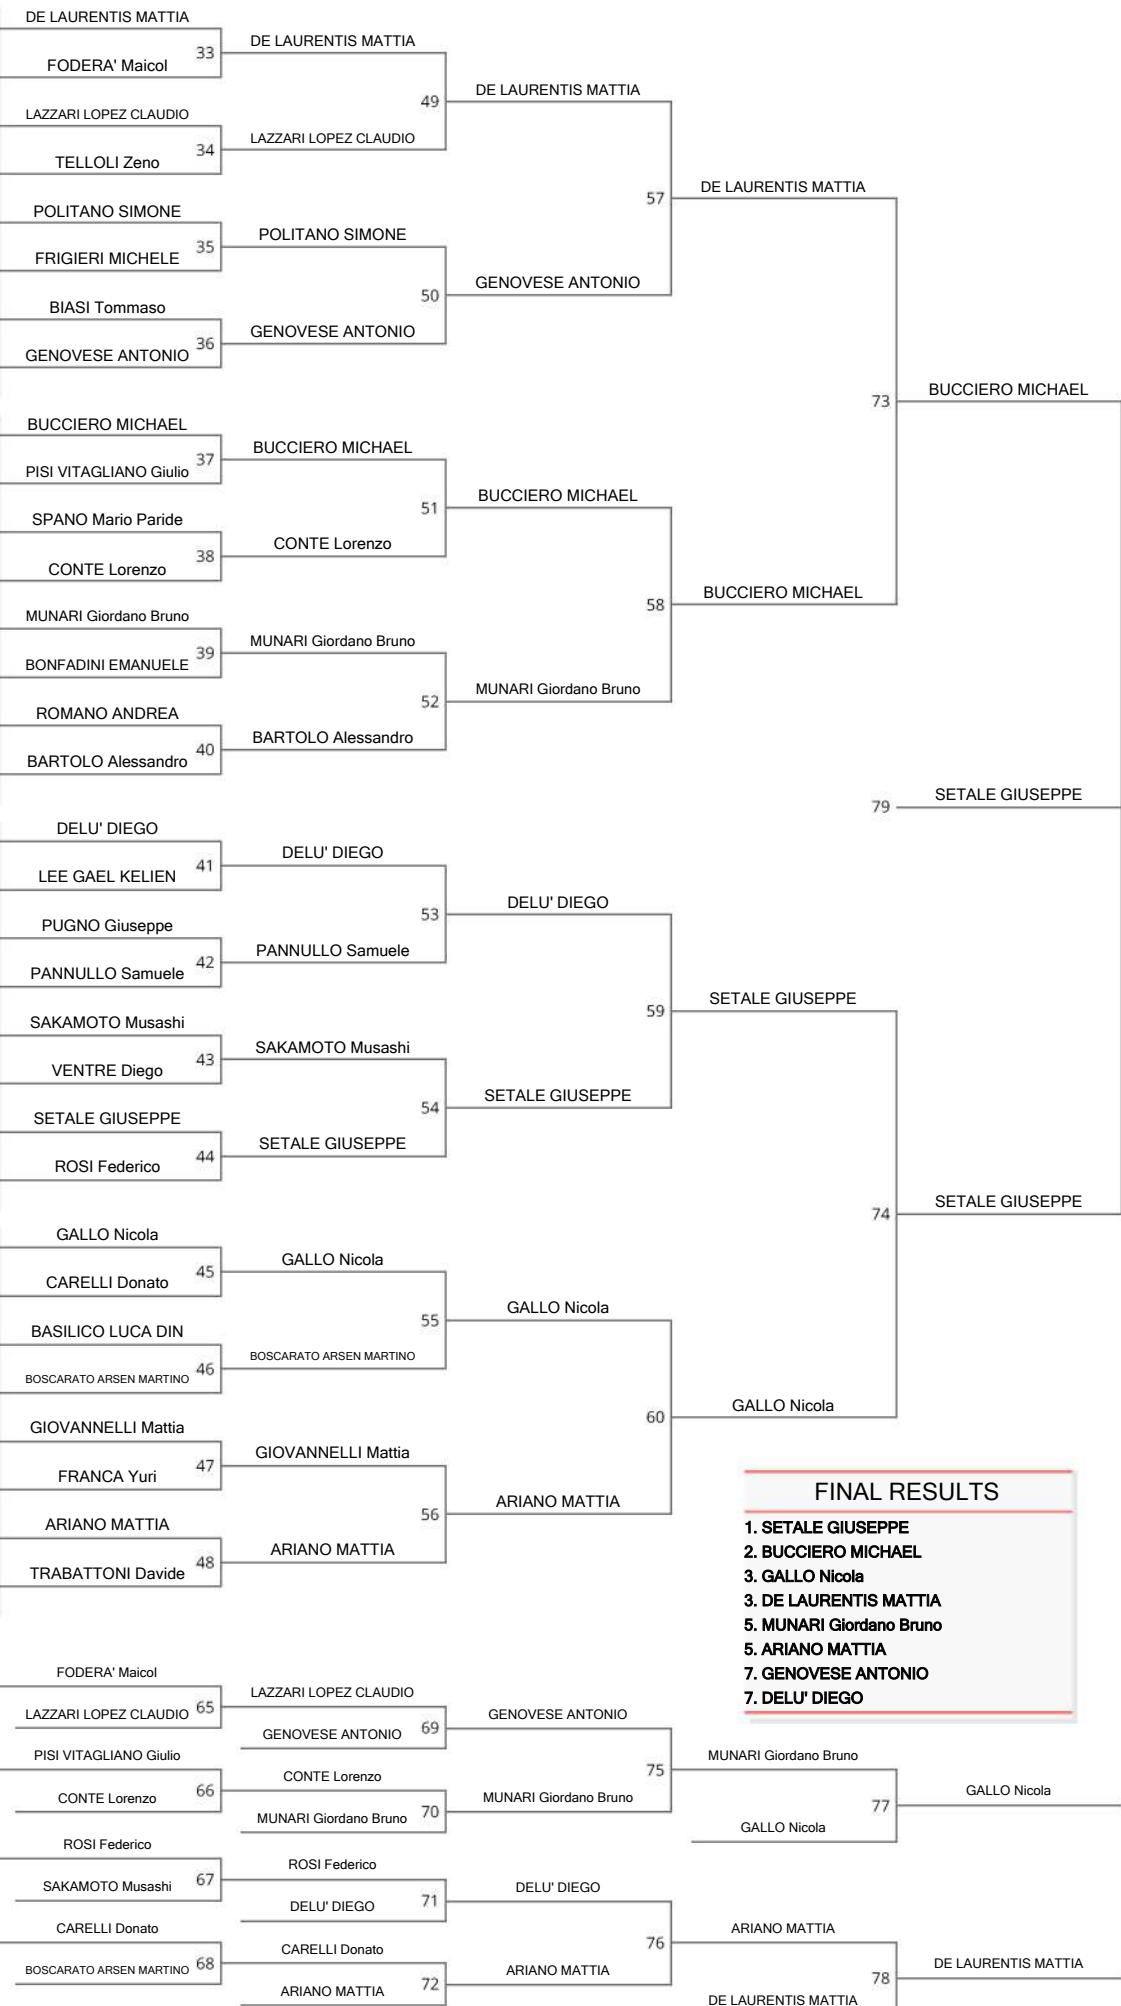 DE LAURENTIS MATTIA
33
FODERA' Maicol
DE LAURENTIS MATTIA
49
LAZZARI LOPEZ CLAUDIO
34
TELLOLI Zeno
LAZZARI LOPEZ CLAUDIO
DE LAURENTIS MATTIA
57
POLITANO SIMONE
35
FRIGIERI MICHELE
POLITANO SIMONE
50
BIASI Tommaso
36
GENOVESE ANTONIO
GENOVESE ANTONIO
GENOVESE ANTONIO
DE LAURENTIS MATTIA
73
BUCCIERO MICHAEL
BUCCIERO MICHAEL
37
PISI VITAGLIANO Giulio
BUCCIERO MICHAEL
51
SPANO Mario Paride
38
CONTE Lorenzo
CONTE Lorenzo
BUCCIERO MICHAEL
58
MUNARI Giordano Bruno
39
BONFADINI EMANUELE
MUNARI Giordano Bruno
52
ROMANO ANDREA
40
BARTOLO Alessandro
BARTOLO Alessandro
MUNARI Giordano Bruno
BUCCIERO MICHAEL
79
SETALE GIUSEPPE
DELU' DIEGO
41
LEE GAEL KELIEN
DELU' DIEGO
53
PUGNO Giuseppe
42
PANNULLO Samuele
PANNULLO Samuele
DELU' DIEGO
59
SAKAMOTO Musashi
43
VENTRE Diego
SAKAMOTO Musashi
54
SETALE GIUSEPPE
44
ROSI Federico
SETALE GIUSEPPE
SETALE GIUSEPPE
SETALE GIUSEPPE
74
SETALE GIUSEPPE
GALLO Nicola
45
CARELLI Donato
GALLO Nicola
55
BASILICO LUCA DIN
46
BOSCARATO ARSEN MARTINO
BOSCARATO ARSEN MARTINO
GALLO Nicola
60
GIOVANNELLI Mattia
47
FRANCA Yuri
GIOVANNELLI Mattia
56
ARIANO MATTIA
48
TRABATTONI Davide
ARIANO MATTIA
ARIANO MATTIA
GALLO Nicola
FINAL RESULTS
1. SETALE GIUSEPPE
2. BUCCIERO MICHAEL
3. GALLO Nicola
3. DE LAURENTIS MATTIA
5. MUNARI Giordano Bruno
5. ARIANO MATTIA
7. GENOVESE ANTONIO
7. DELU' DIEGO
FODERA' Maicol
65
LAZZARI LOPEZ CLAUDIO
LAZZARI LOPEZ CLAUDIO
69
GENOVESE ANTONIO
GENOVESE ANTONIO
75
PISI VITAGLIANO Giulio
66
CONTE Lorenzo
CONTE Lorenzo
70
MUNARI Giordano Bruno
MUNARI Giordano Bruno
MUNARI Giordano Bruno
77
GALLO Nicola
GALLO Nicola
ROSI Federico
67
SAKAMOTO Musashi
ROSI Federico
71
DELU' DIEGO
DELU' DIEGO
76
CARELLI Donato
68
BOSCARATO ARSEN MARTINO
CARELLI Donato
72
ARIANO MATTIA
ARIANO MATTIA
ARIANO MATTIA
78
DE LAURENTIS MATTIA
DE LAURENTIS MATTIA